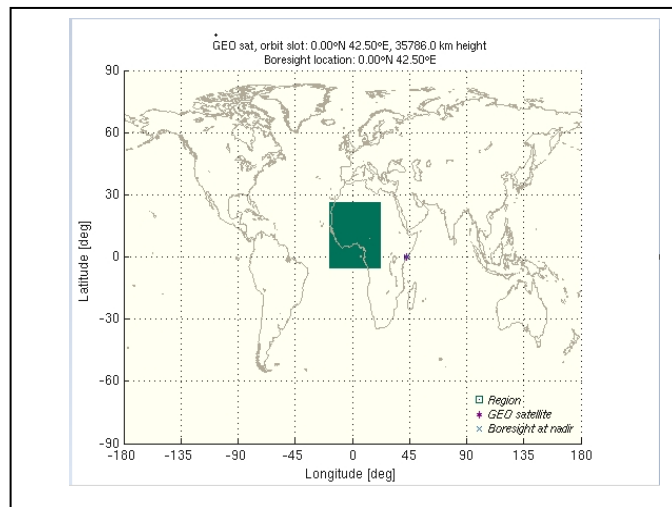 GEO sat, orbit slot: 0.00ºN 42.50ºE, 35786.0 km height
Boresight location: 0.00ºN 42.50ºE
90
60
30
0
-30
-60
-90
Latitude [deg]
Region
GEO satellite
Boresight at nadir
-180 -135 -90 -45 0 45 90 135 180
Longitude [deg]